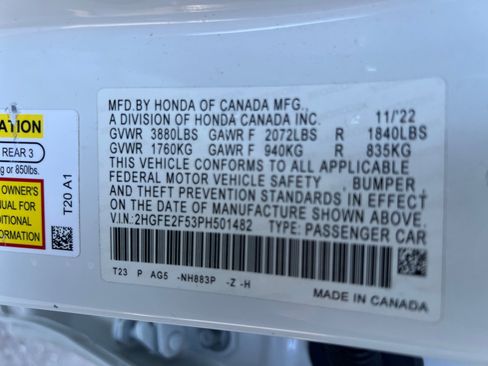 ATION
REAR 3
g or 850lbs.
OWNER'S
NUAL FOR
DITIONAL
FORMATION
T20 A1
MFD.BY HONDA OF CANADA MFG.,
A DIVISION OF HONDA CANADA INC. 11/'22
GVWR 3880LBS GAWR F 2072LBS R 1840LBS
GVWR 1760KG GAWR F 940KG R 835KG
THIS VEHICLE CONFORMS TO ALL APPLICABLE
FEDERAL MOTOR VEHICLE SAFETY , BUMPER ,
AND THEFT PREVENTION STANDARDS IN EFFECT
ON THE DATE OF MANUFACTURE SHOWN ABOVE.
V.I.N:2HGFE2F53PH501482 TYPE: PASSENGER CAR
T23 P AG5 -NH883P -Z -H
MADE IN CANADA